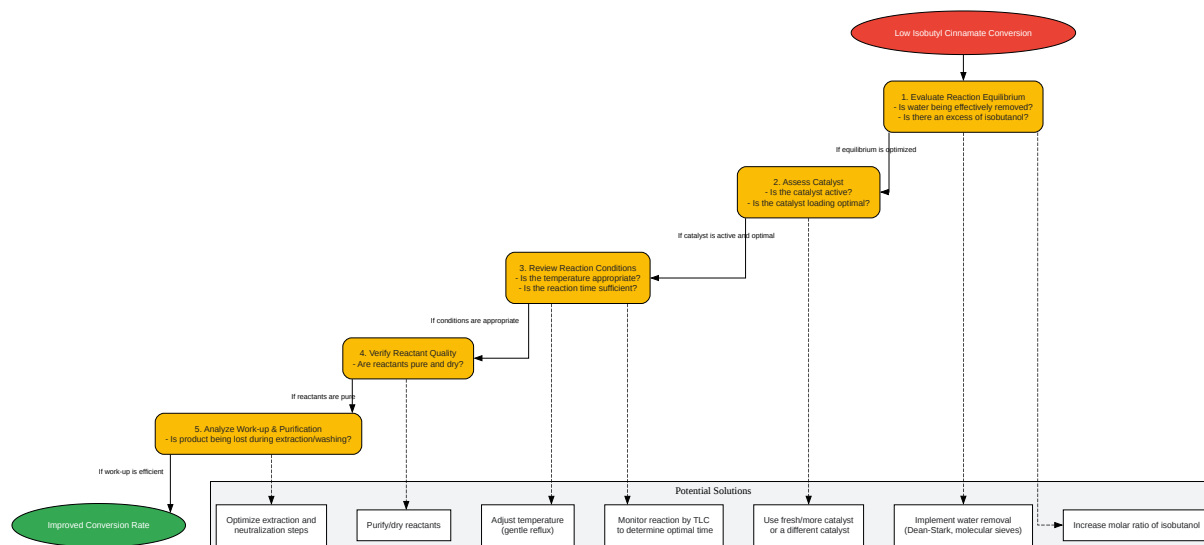 Low Isobutyl Cinnamate Conversion
1. Evaluate Reaction Equilibrium
- Is water being effectively removed?
- Is there an excess of isobutanol?
If equilibrium is optimized
2. Assess Catalyst
- Is the catalyst active?
- Is the catalyst loading optimal?
If catalyst is active and optimal
3. Review Reaction Conditions
- Is the temperature appropriate?
- Is the reaction time sufficient?
If conditions are appropriate
4. Verify Reactant Quality
- Are reactants pure and dry?
If reactants are pure
5. Analyze Work-up & Purification
- Is product being lost during extraction/washing?
If work-up is efficient
Improved Conversion Rate
Potential Solutions
Optimize extraction and
neutralization steps
Purify/dry reactants
Adjust temperature
(gentle reflux)
Monitor reaction by TLC
to determine optimal time
Use fresh/more catalyst
or a different catalyst
Implement water removal
(Dean-Stark, molecular sieves)
Increase molar ratio of isobutanol